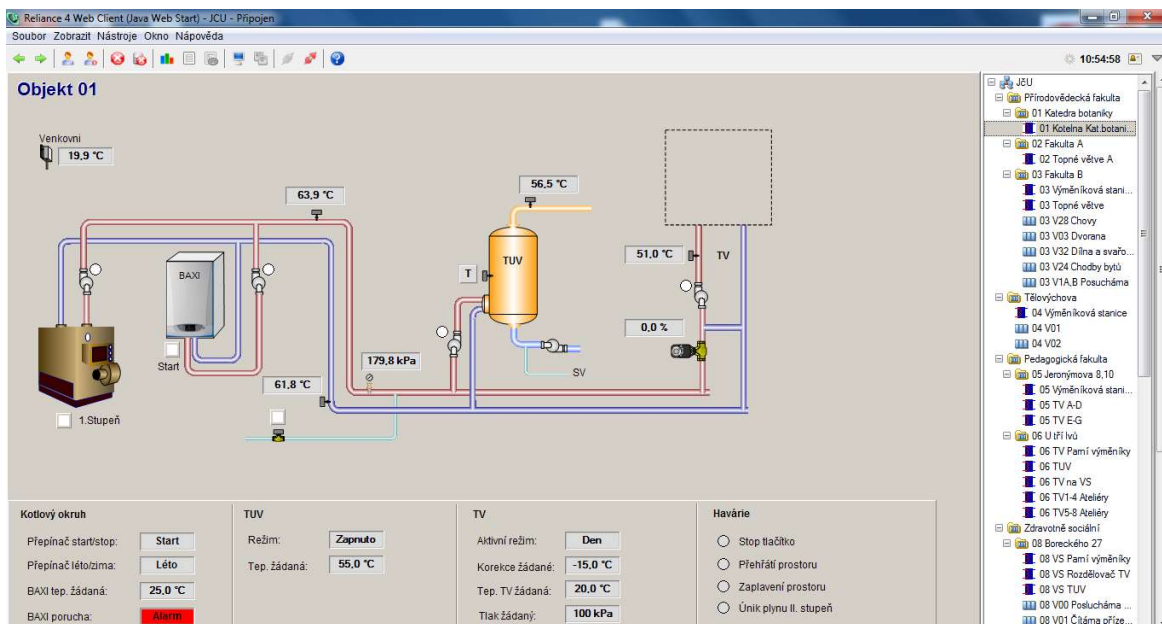 Reliance 4 Web Client (Java Web Start) - JCU - Připojen
Soubor Zobrazit Nástroje Okno Nápověda
10:54:58
Objekt 01
Venkovni
19,9 °C
63,9 °C
56,5 °C
BAXI
TUV
T
51,0 °C
TV
0,0 %
Start
179,8 kPa
SV
61,8 °C
1.Stupeň
Kotlový okruh
Přepínač start/stop: Start
Přepínač léto/zima: Léto
BAXI tep. žádaná: 25,0 °C
BAXI porucha: Alarm
TUV
Režim: Zapnuto
Tep. žádaná: 55,0 °C
TV
Aktivní režim: Den
Korekce žádané: -15,0 °C
Tep. TV žádaná: 20,0 °C
Tlak žádaný: 100 kPa
Havárie
Stop tlačítko
Přehřátí prostoru
Zaplavení prostoru
Únik plynu II. stupeň
JčU
Přírodovědecká fakulta
01 Katedra botaniky
01 Kotelna Kat.botani...
02 Fakulta A
02 Topné větve A
03 Fakulta B
03 Výměníková stani...
03 Topné větve
03 V28 Chovy
03 V03 Dvorana
03 V32 Dílna a svařo...
03 V24 Chodby bytů
03 V1A,B Posucháma
Tělovýchova
04 Výměníková stanice
04 V01
04 V02
Pedagogická fakulta
05 Jeronýmova 8,10
05 Výměníková stani...
05 TV A-D
05 TV E-G
06 U tří lvů
06 TV Parní výměníky
06 TUV
06 TV na VS
06 TV1-4 Ateliéry
06 TV5-8 Ateliéry
Zdravotně sociální
08 Boreckého 27
08 VS Parní výměníky
08 VS Rozdělovač TV
08 VS TUV
08 V00 Poslucháma ...
08 V01 Čítárna příze...